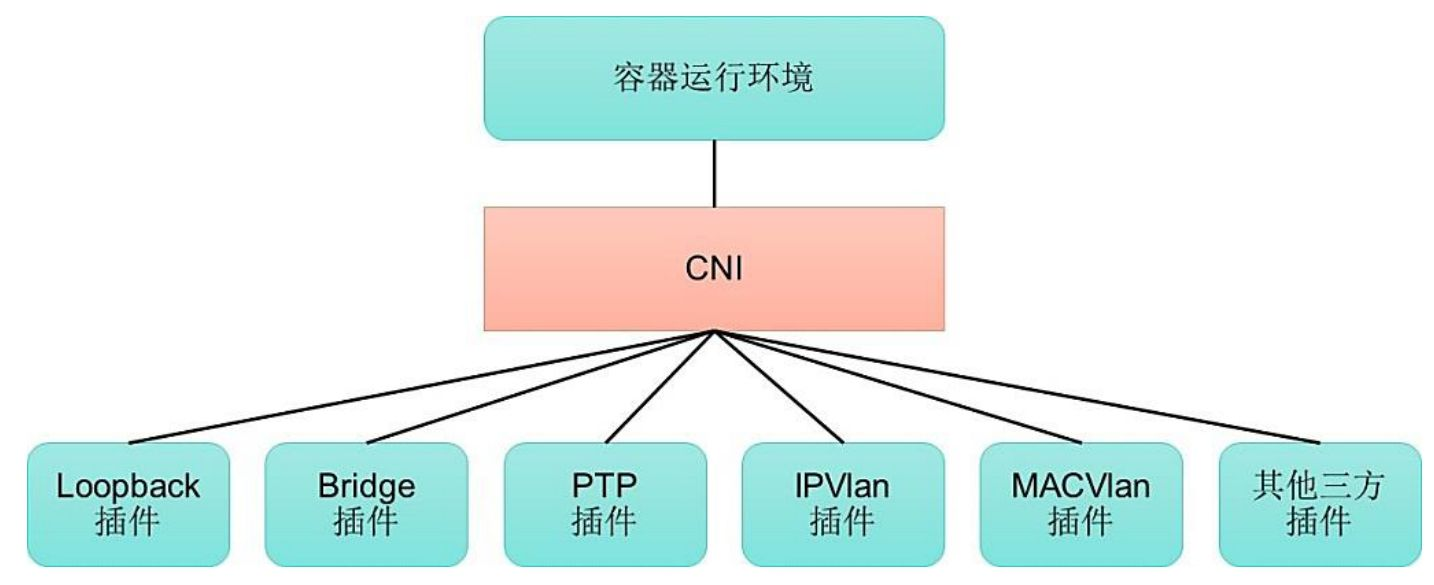 容器运行环境
CNI
Loopback
插件
Bridge
插件
PTP
插件
IPVlan
插件
MACVlan
插件
其他三方
插件